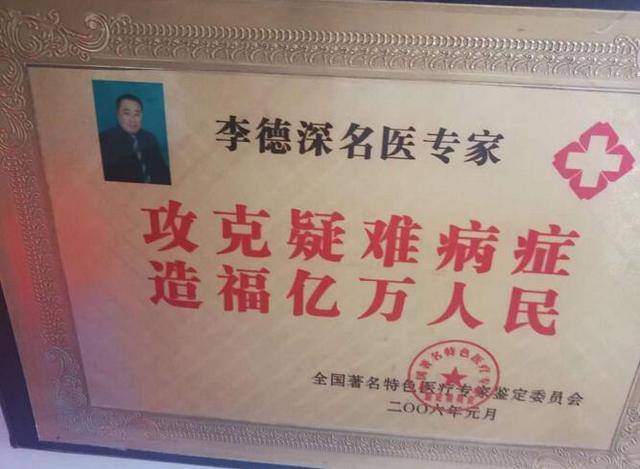 李德深名医专家
攻克疑难病症
造福亿万人民
全国著名特色医疗专家鉴定委员会
二OO六年元月